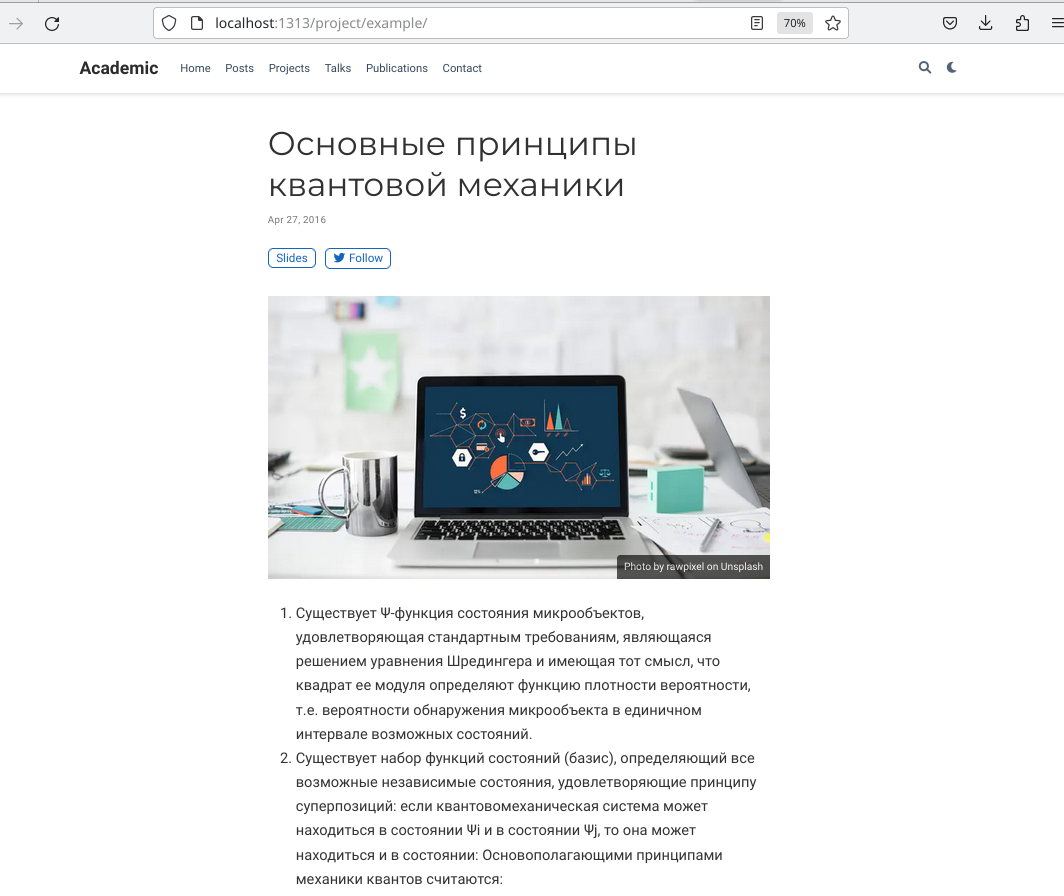 localhost:1313/project/example/
70%
Academic Home Posts Projects Talks Publications Contact
Основные принципы
квантовой механики
Apr 27, 2016
Slides Follow
$
Photo by rawpixel on Unsplash
1. Существует Ψ-функция состояния микрообъектов,
удовлетворяющая стандартным требованиям, являющаяся
решением уравнения Шредингера и имеющая тот смысл, что
квадрат ее модуля определяют функцию плотности вероятности,
т.е. вероятности обнаружения микрообъекта в единичном
интервале возможных состояний.
2. Существует набор функций состояний (базис), определяющий все
возможные независимые состояния, удовлетворяющие принципу
суперпозиций: если квантовомеханическая система может
находиться в состоянии Ψi и в состоянии Ψj, то она может
находиться и в состоянии: Основополагающими принципами
механики квантов считаются: